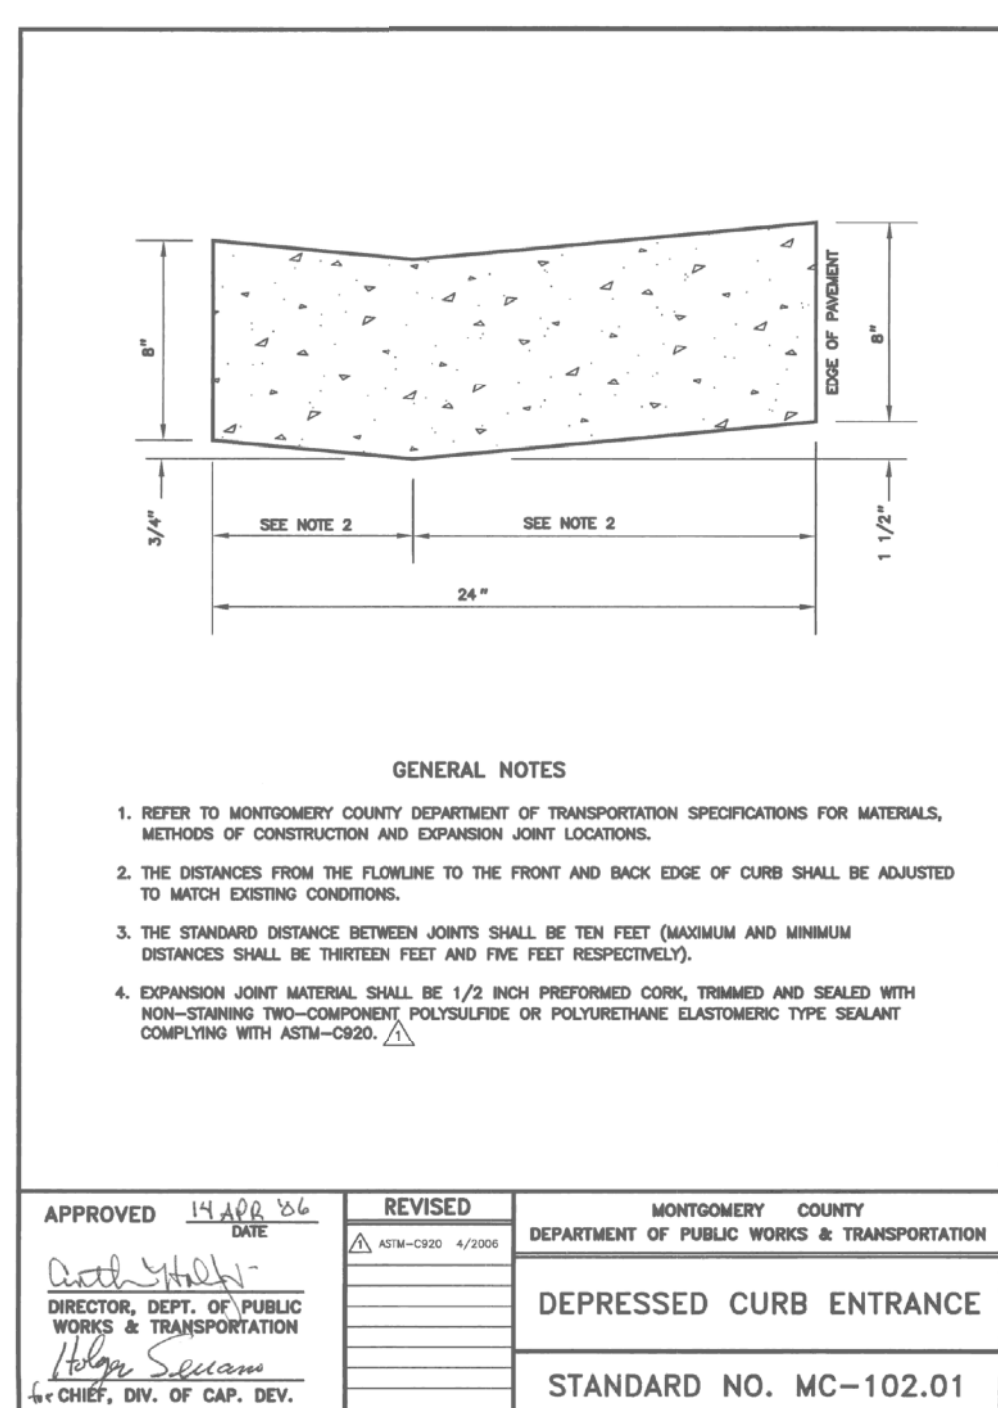 8"
EDGE OF PAVEMENT
8"
3/4"
SEE NOTE 2
SEE NOTE 2
1 1/2"
24"
GENERAL NOTES
1. REFER TO MONTGOMERY COUNTY DEPARTMENT OF TRANSPORTATION SPECIFICATIONS FOR MATERIALS,
METHODS OF CONSTRUCTION AND EXPANSION JOINT LOCATIONS.
2. THE DISTANCES FROM THE FLOWLINE TO THE FRONT AND BACK EDGE OF CURB SHALL BE ADJUSTED
TO MATCH EXISTING CONDITIONS.
3. THE STANDARD DISTANCE BETWEEN JOINTS SHALL BE TEN FEET (MAXIMUM AND MINIMUM
DISTANCES SHALL BE THIRTEEN FEET AND FIVE FEET RESPECTIVELY).
4. EXPANSION JOINT MATERIAL SHALL BE 1/2 INCH PREFORMED CORK, TRIMMED AND SEALED WITH
NON-STAINING TWO-COMPONENT POLYSULFIDE OR POLYURETHANE ELASTOMERIC TYPE SEALANT
COMPLYING WITH ASTM-C920. 1
APPROVED 14 APR '06
DATE
DIRECTOR, DEPT. OF PUBLIC
WORKS & TRANSPORTATION
Holger Serrano
for CHIEF, DIV. OF CAP. DEV.
REVISED
1 ASTM-C920 4/2006
MONTGOMERY COUNTY
DEPARTMENT OF PUBLIC WORKS & TRANSPORTATION
DEPRESSED CURB ENTRANCE
STANDARD NO. MC-102.01